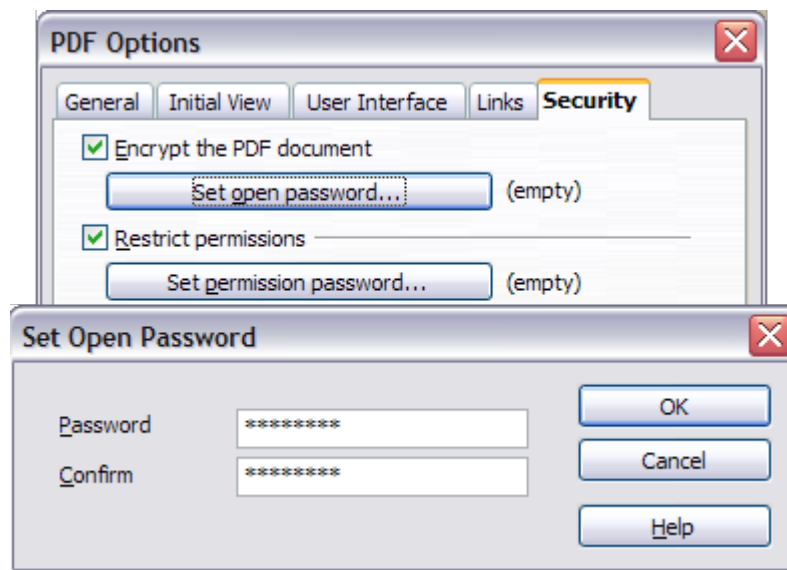 PDF Options
General Initial View User Interface Links Security
Encrypt the PDF document
Set open password... (empty)
Restrict permissions
Set permission password... (empty)
Set Open Password
Password ******** OK
Confirm ******** Cancel
Help